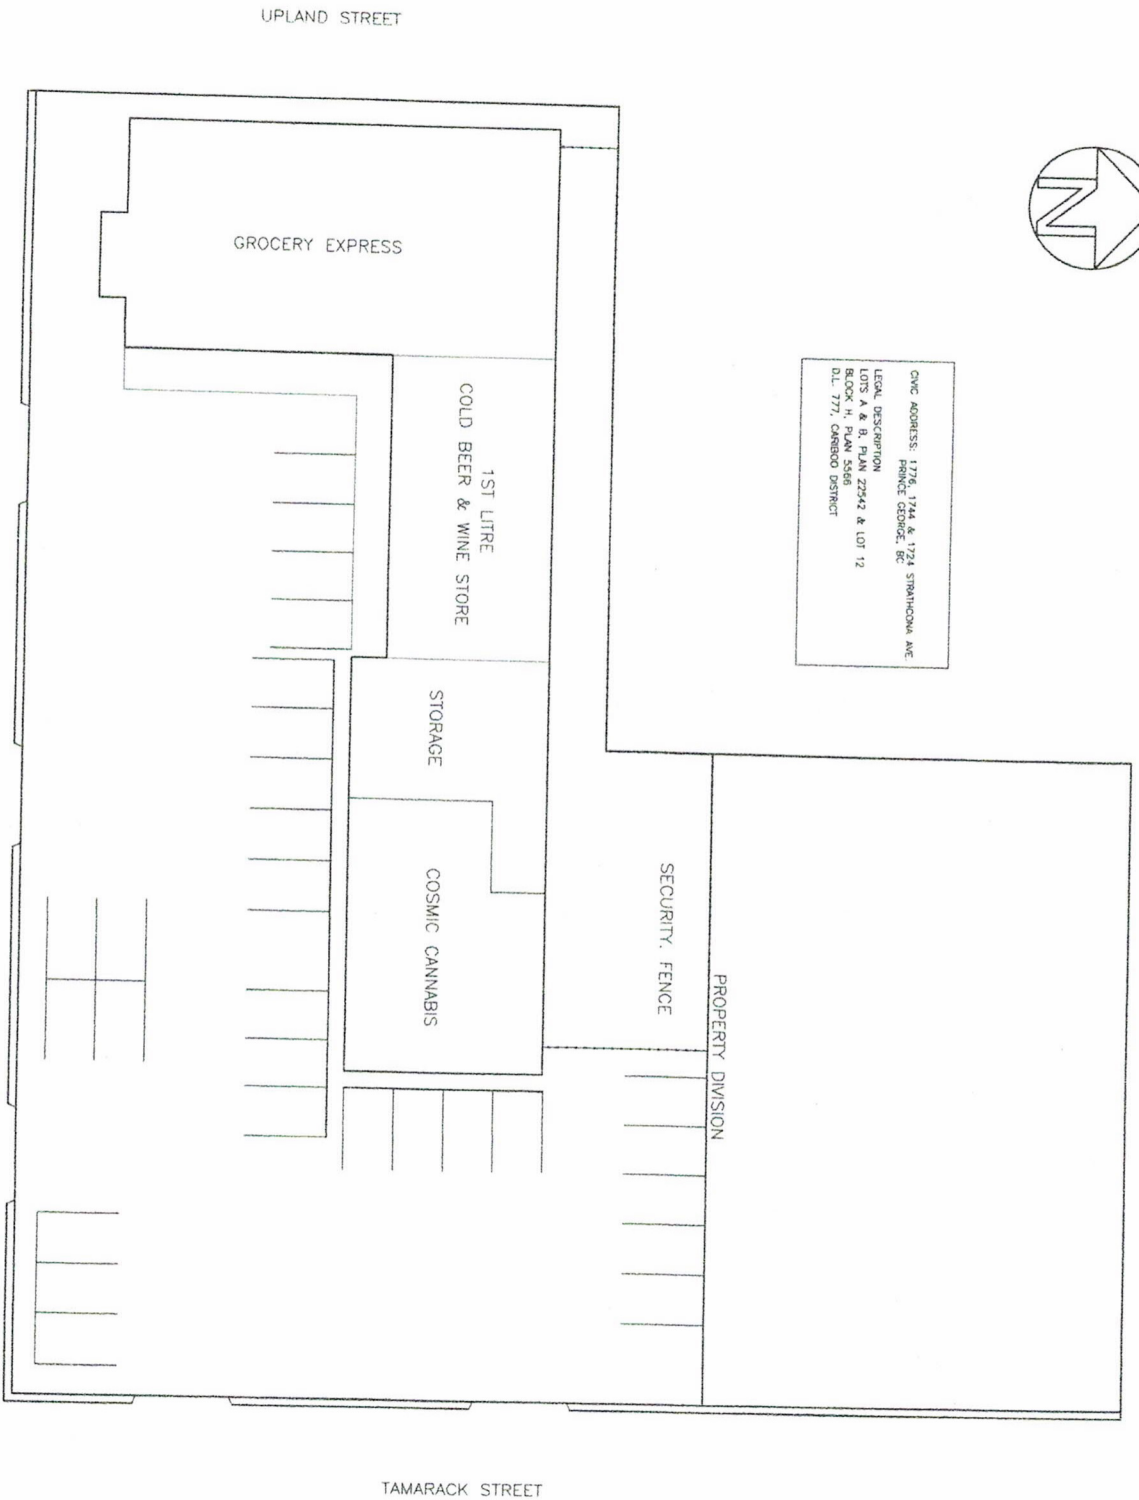 UPLAND STREET
N
GROCERY EXPRESS
CIVIC ADDRESS: 1776, 1744 & 1724 STRATHCONA AVE.
PRINCE GEORGE, BC
LEGAL DESCRIPTION
LOTS A & B, PLAN 22542 & LOT 12
BLOCK H, PLAN 5566
D.L. 777, CARIBOO DISTRICT
1ST LITRE
COLD BEER & WINE STORE
STORAGE
COSMIC CANNABIS
SECURITY. FENCE
PROPERTY DIVISION
TAMARACK STREET